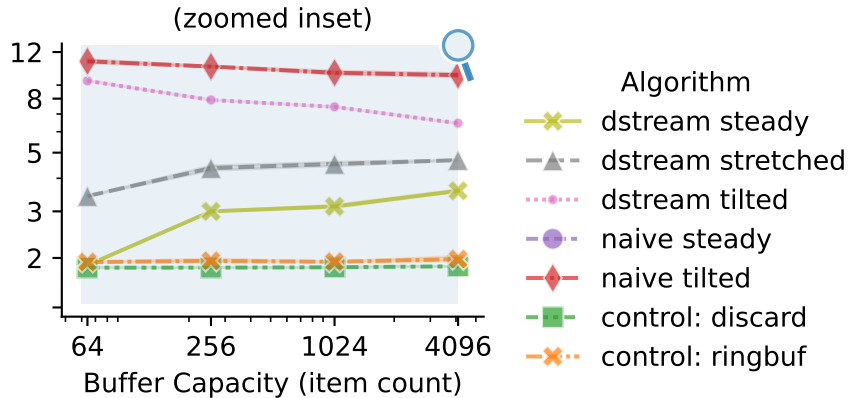 (zoomed inset)
12
8
5
3
2
64 256 1024 4096
Buffer Capacity (item count)
Algorithm
dstream steady
dstream stretched
dstream tilted
naive steady
naive tilted
control: discard
control: ringbuf